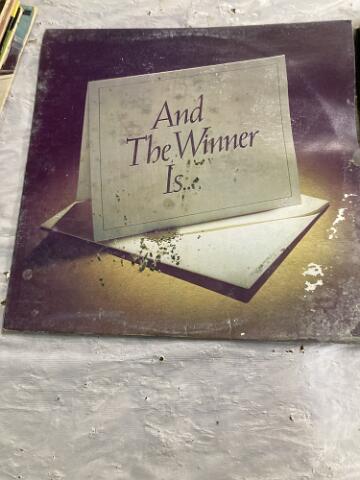 And
The Winner
Is...